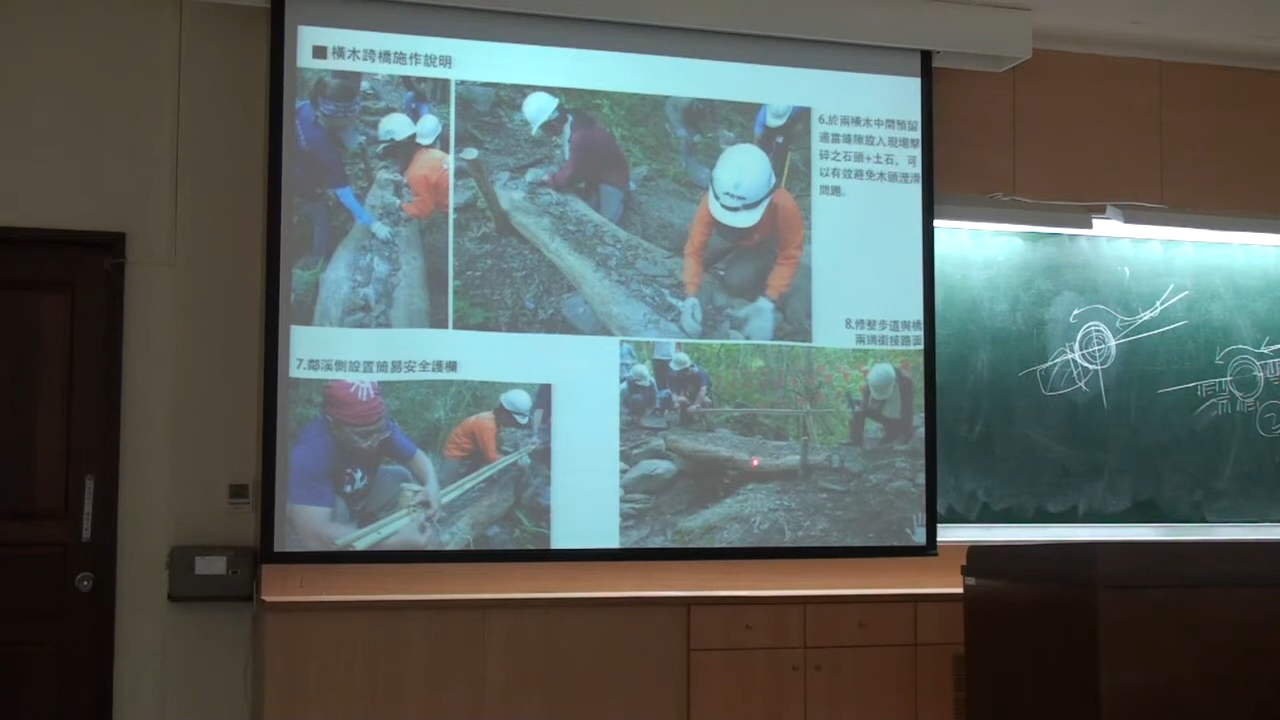 ■橫木跨橋施作說明
6.於兩橫木中間預留
適當縫隙放入現場擊
碎之石頭+土石，可
以有效避免木頭溼滑
問題。
7.鄰溪側設置簡易安全護欄
8.修整步道與橋
兩端銜接路面